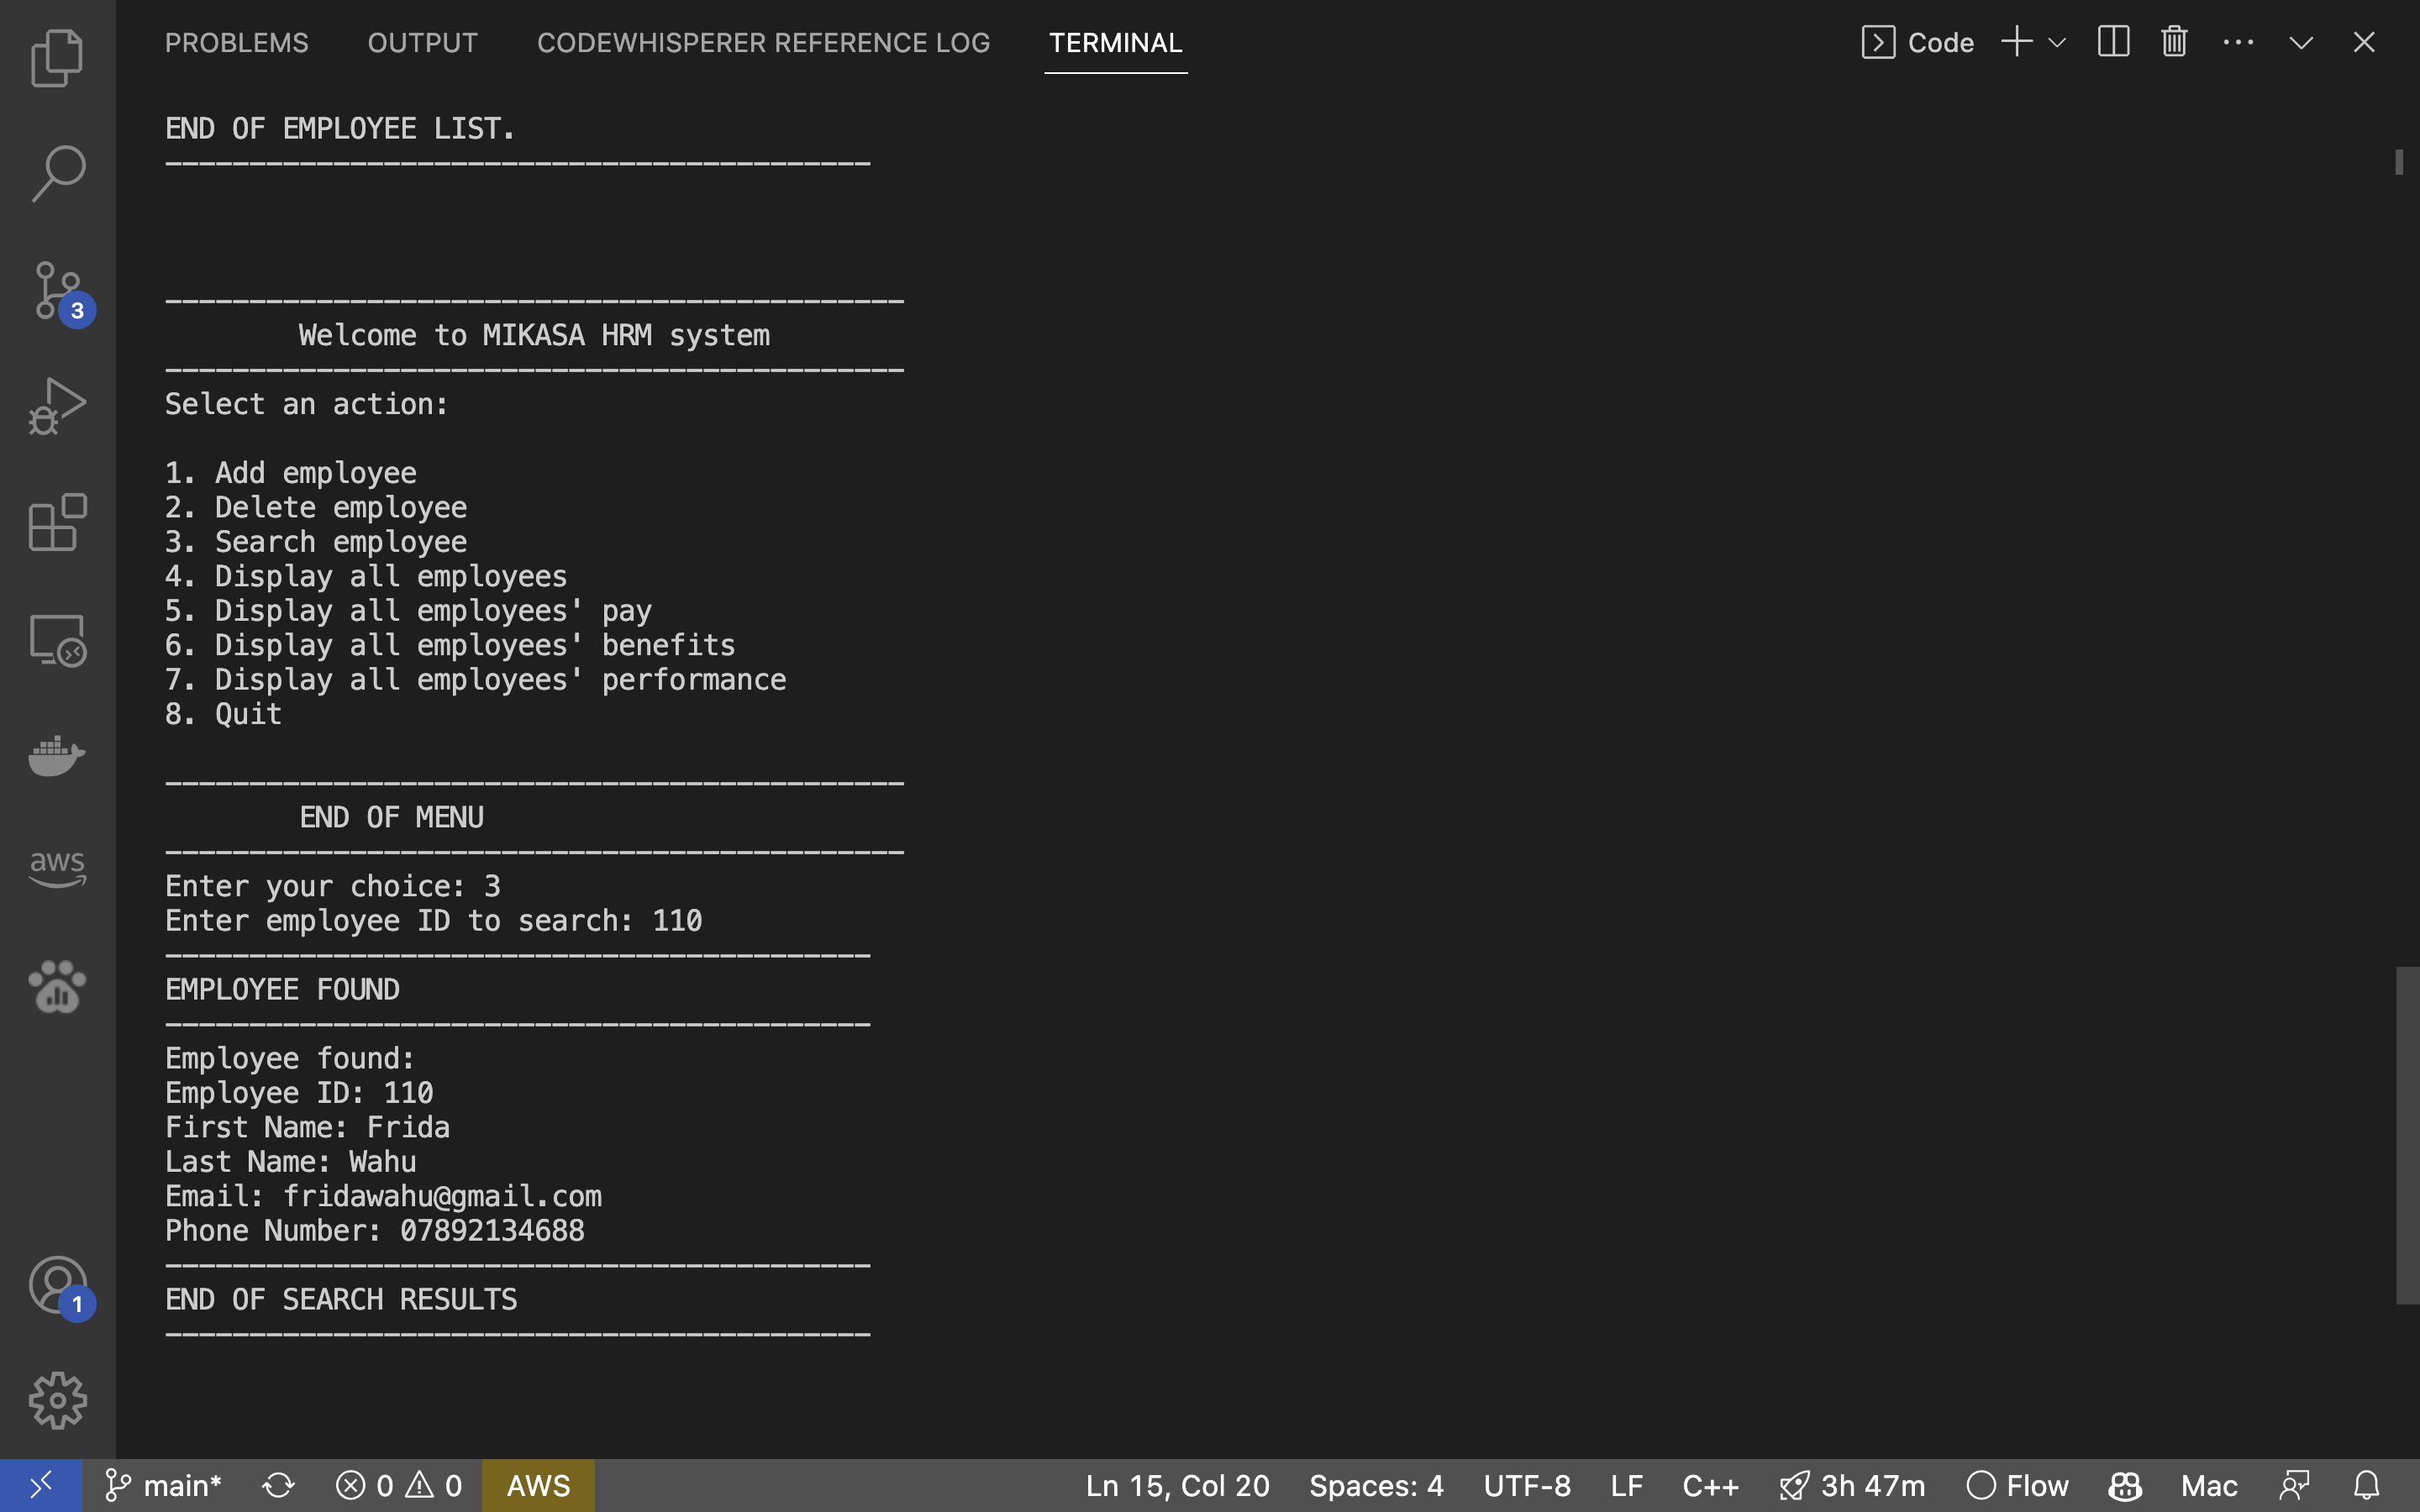 PROBLEMS OUTPUT CODEWHISPERER REFERENCE LOG TERMINAL Code
END OF EMPLOYEE LIST.
------------------------------------------
--------------------------------------------
Welcome to MIKASA HRM system
--------------------------------------------
Select an action:
1. Add employee
2. Delete employee
3. Search employee
4. Display all employees
5. Display all employees' pay
6. Display all employees' benefits
7. Display all employees' performance
8. Quit
--------------------------------------------
END OF MENU
--------------------------------------------
Enter your choice: 3
Enter employee ID to search: 110
------------------------------------------
EMPLOYEE FOUND
------------------------------------------
Employee found:
Employee ID: 110
First Name: Frida
Last Name: Wahu
Email: fridawahu@gmail.com
Phone Number: 07892134688
------------------------------------------
END OF SEARCH RESULTS
------------------------------------------
3
aws
1
main* 0 0 AWS Ln 15, Col 20 Spaces: 4 UTF-8 LF C++ 3h 47m Flow Mac